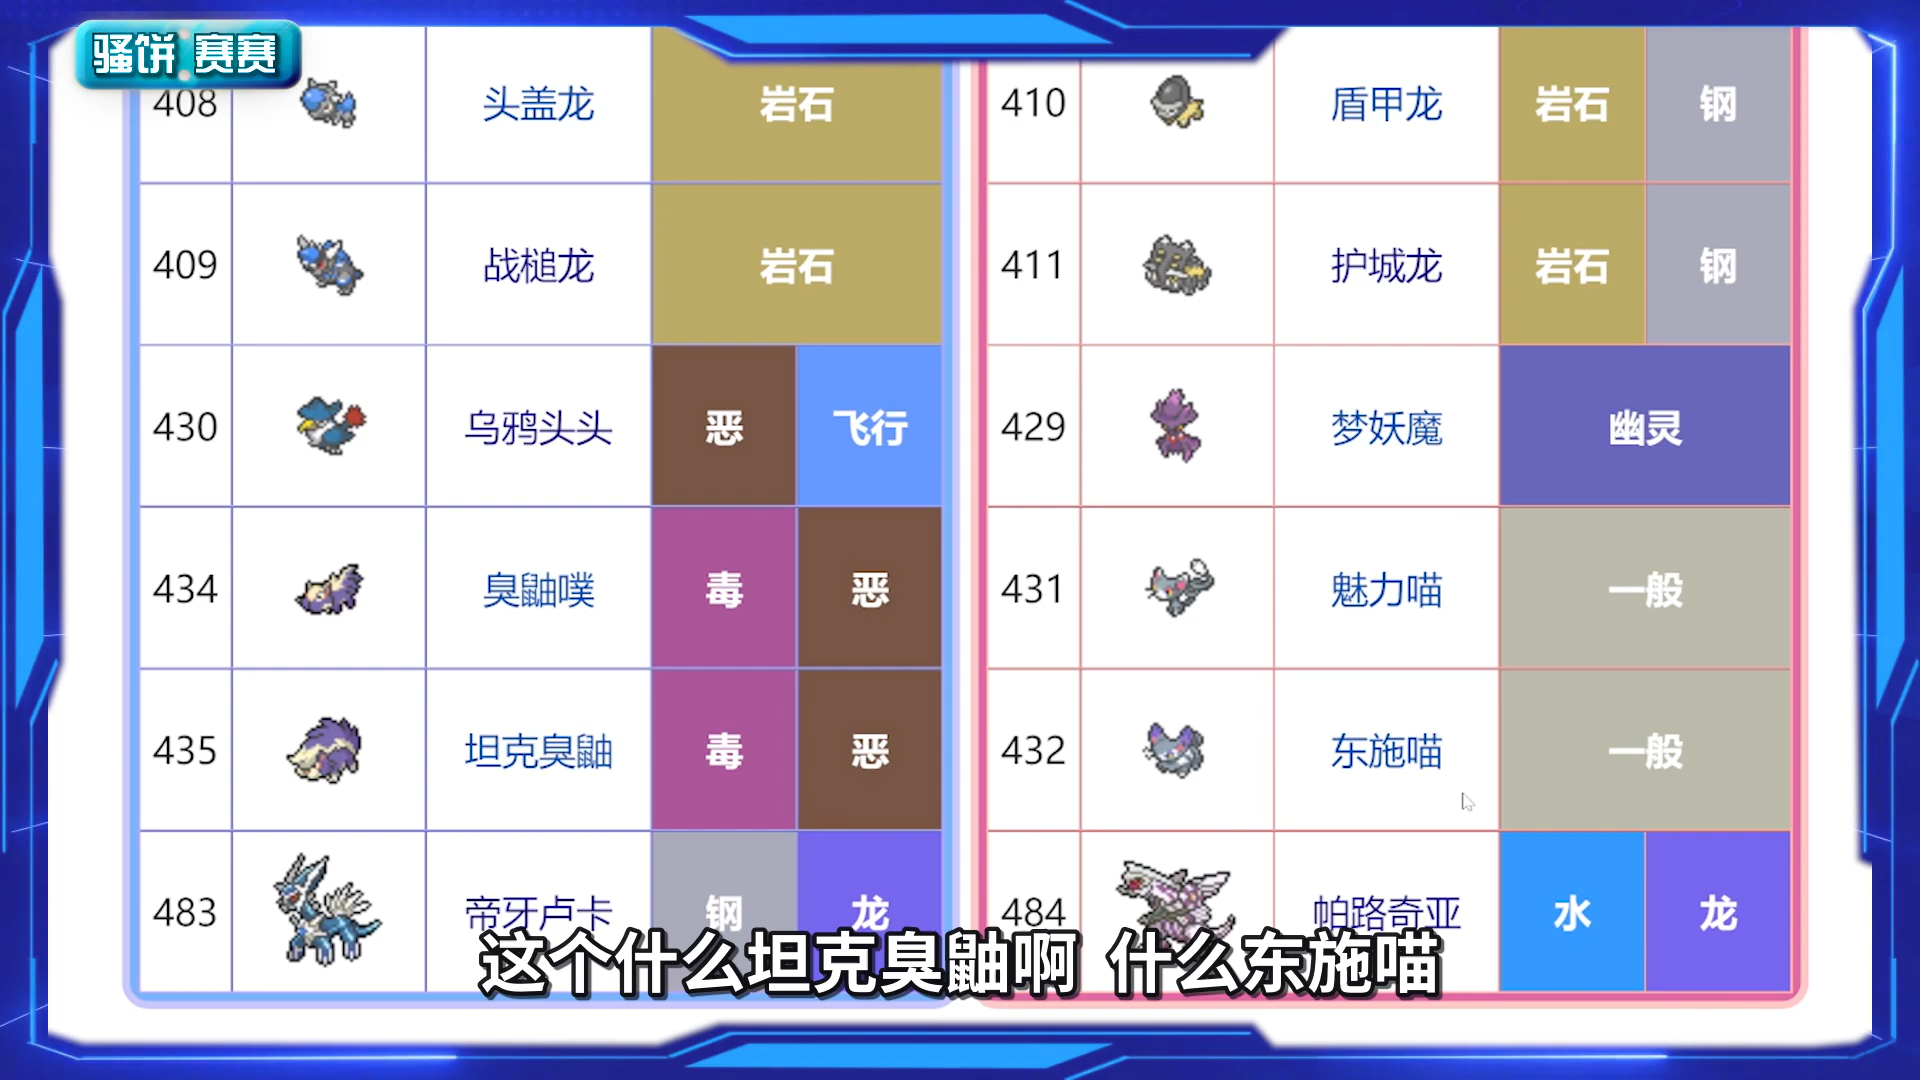 骚饼 赛赛
408 头盖龙 岩石 410 盾甲龙 岩石 钢
409 战槌龙 岩石 411 护城龙 岩石 钢
430 乌鸦头头 恶 飞行 429 梦妖魔 幽灵
434 臭鼬噗 毒 恶 431 魅力喵 一般
435 坦克臭鼬 毒 恶 432 东施喵 一般
483 帝牙卢卡 钢 龙 484 帕路奇亚 水 龙
这个什么坦克臭鼬啊 什么东施喵